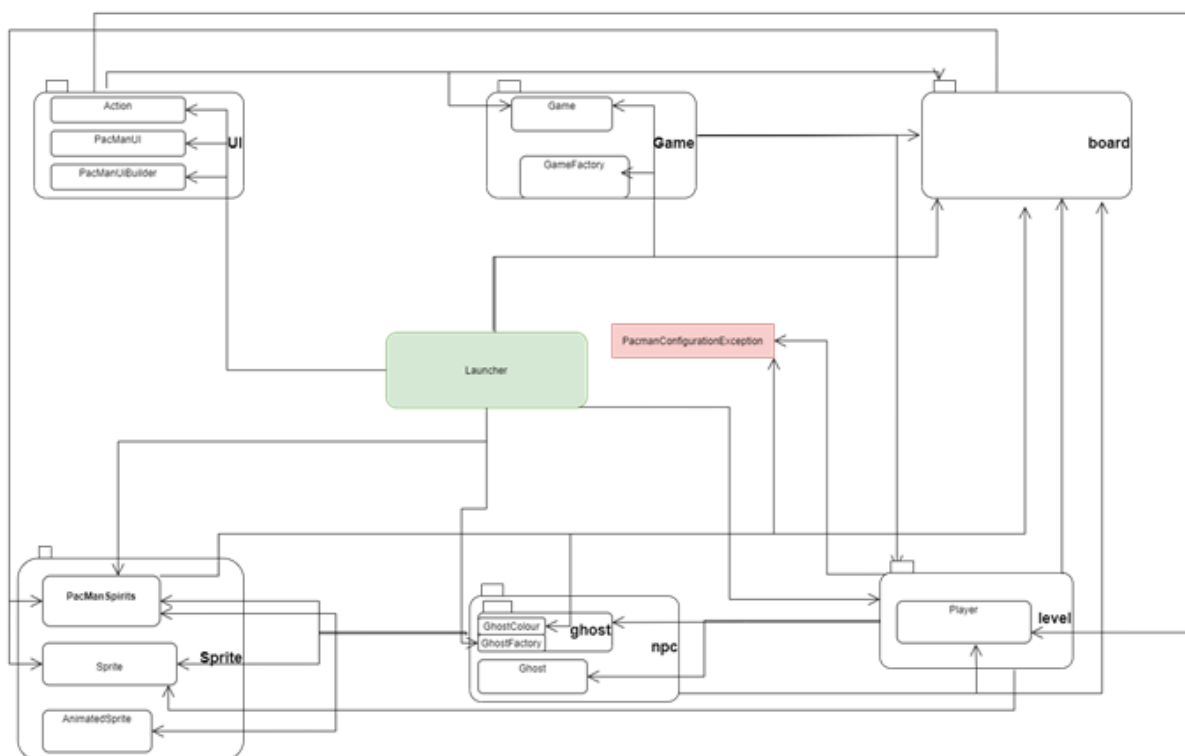 Action
PacManUI
UI
PacManUIBuilder
Game
Game
GameFactory
board
Launcher
PacmanConfigurationException
PacManSpirits
Sprite
Sprite
AnimatedSprite
GhostColour
ghost
GhostFactory
npc
Ghost
Player
level